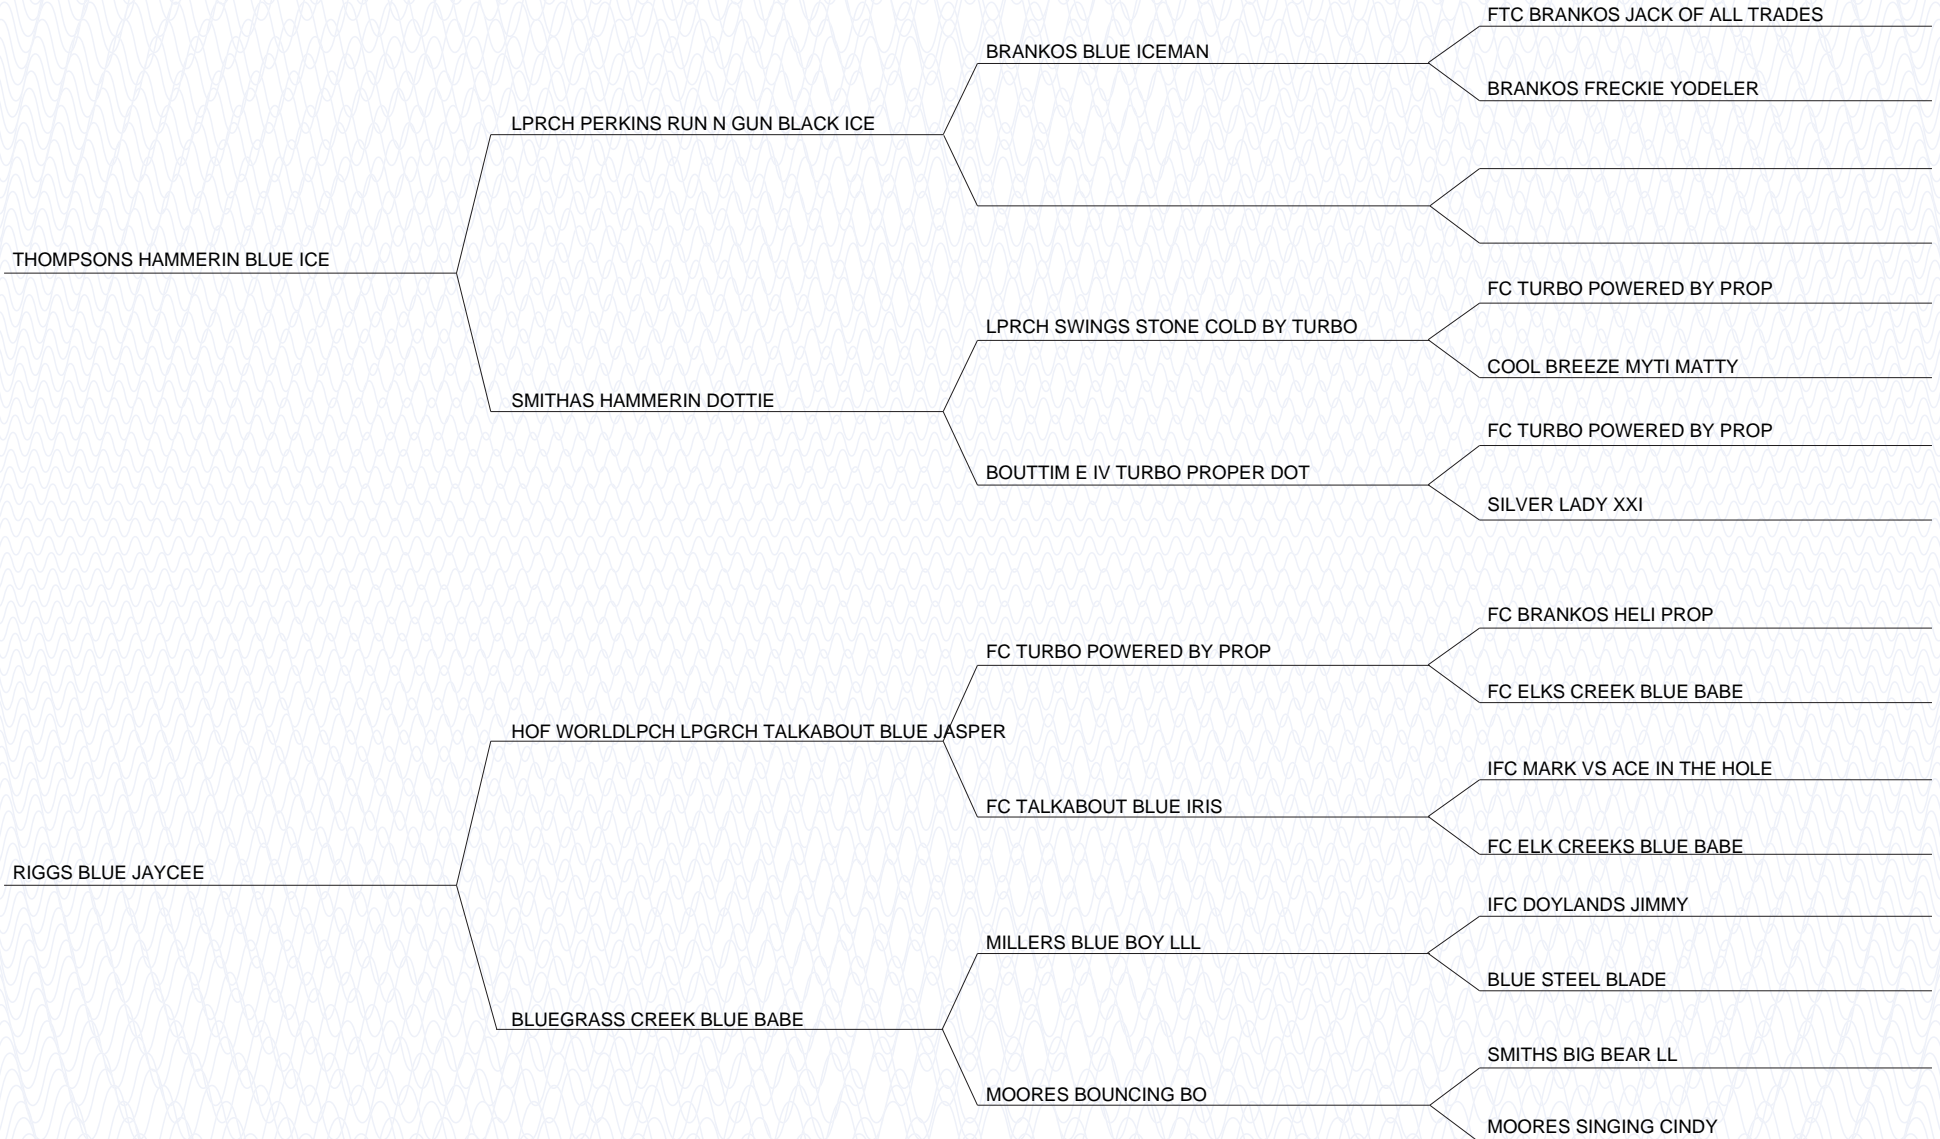 FTC BRANKOS JACK OF ALL TRADES
BRANKOS BLUE ICEMAN
BRANKOS FRECKIE YODELER
LPRCH PERKINS RUN N GUN BLACK ICE
THOMPSONS HAMMERIN BLUE ICE
FC TURBO POWERED BY PROP
LPRCH SWINGS STONE COLD BY TURBO
COOL BREEZE MYTI MATTY
SMITHAS HAMMERIN DOTTIE
FC TURBO POWERED BY PROP
BOUTTIM E IV TURBO PROPER DOT
SILVER LADY XXI
FC BRANKOS HELI PROP
FC TURBO POWERED BY PROP
FC ELKS CREEK BLUE BABE
HOF WORLDLPCH LPGRCH TALKABOUT BLUE JASPER
IFC MARK VS ACE IN THE HOLE
FC TALKABOUT BLUE IRIS
FC ELK CREEKS BLUE BABE
RIGGS BLUE JAYCEE
IFC DOYLANDS JIMMY
MILLERS BLUE BOY LLL
BLUE STEEL BLADE
BLUEGRASS CREEK BLUE BABE
SMITHS BIG BEAR LL
MOORES BOUNCING BO
MOORES SINGING CINDY